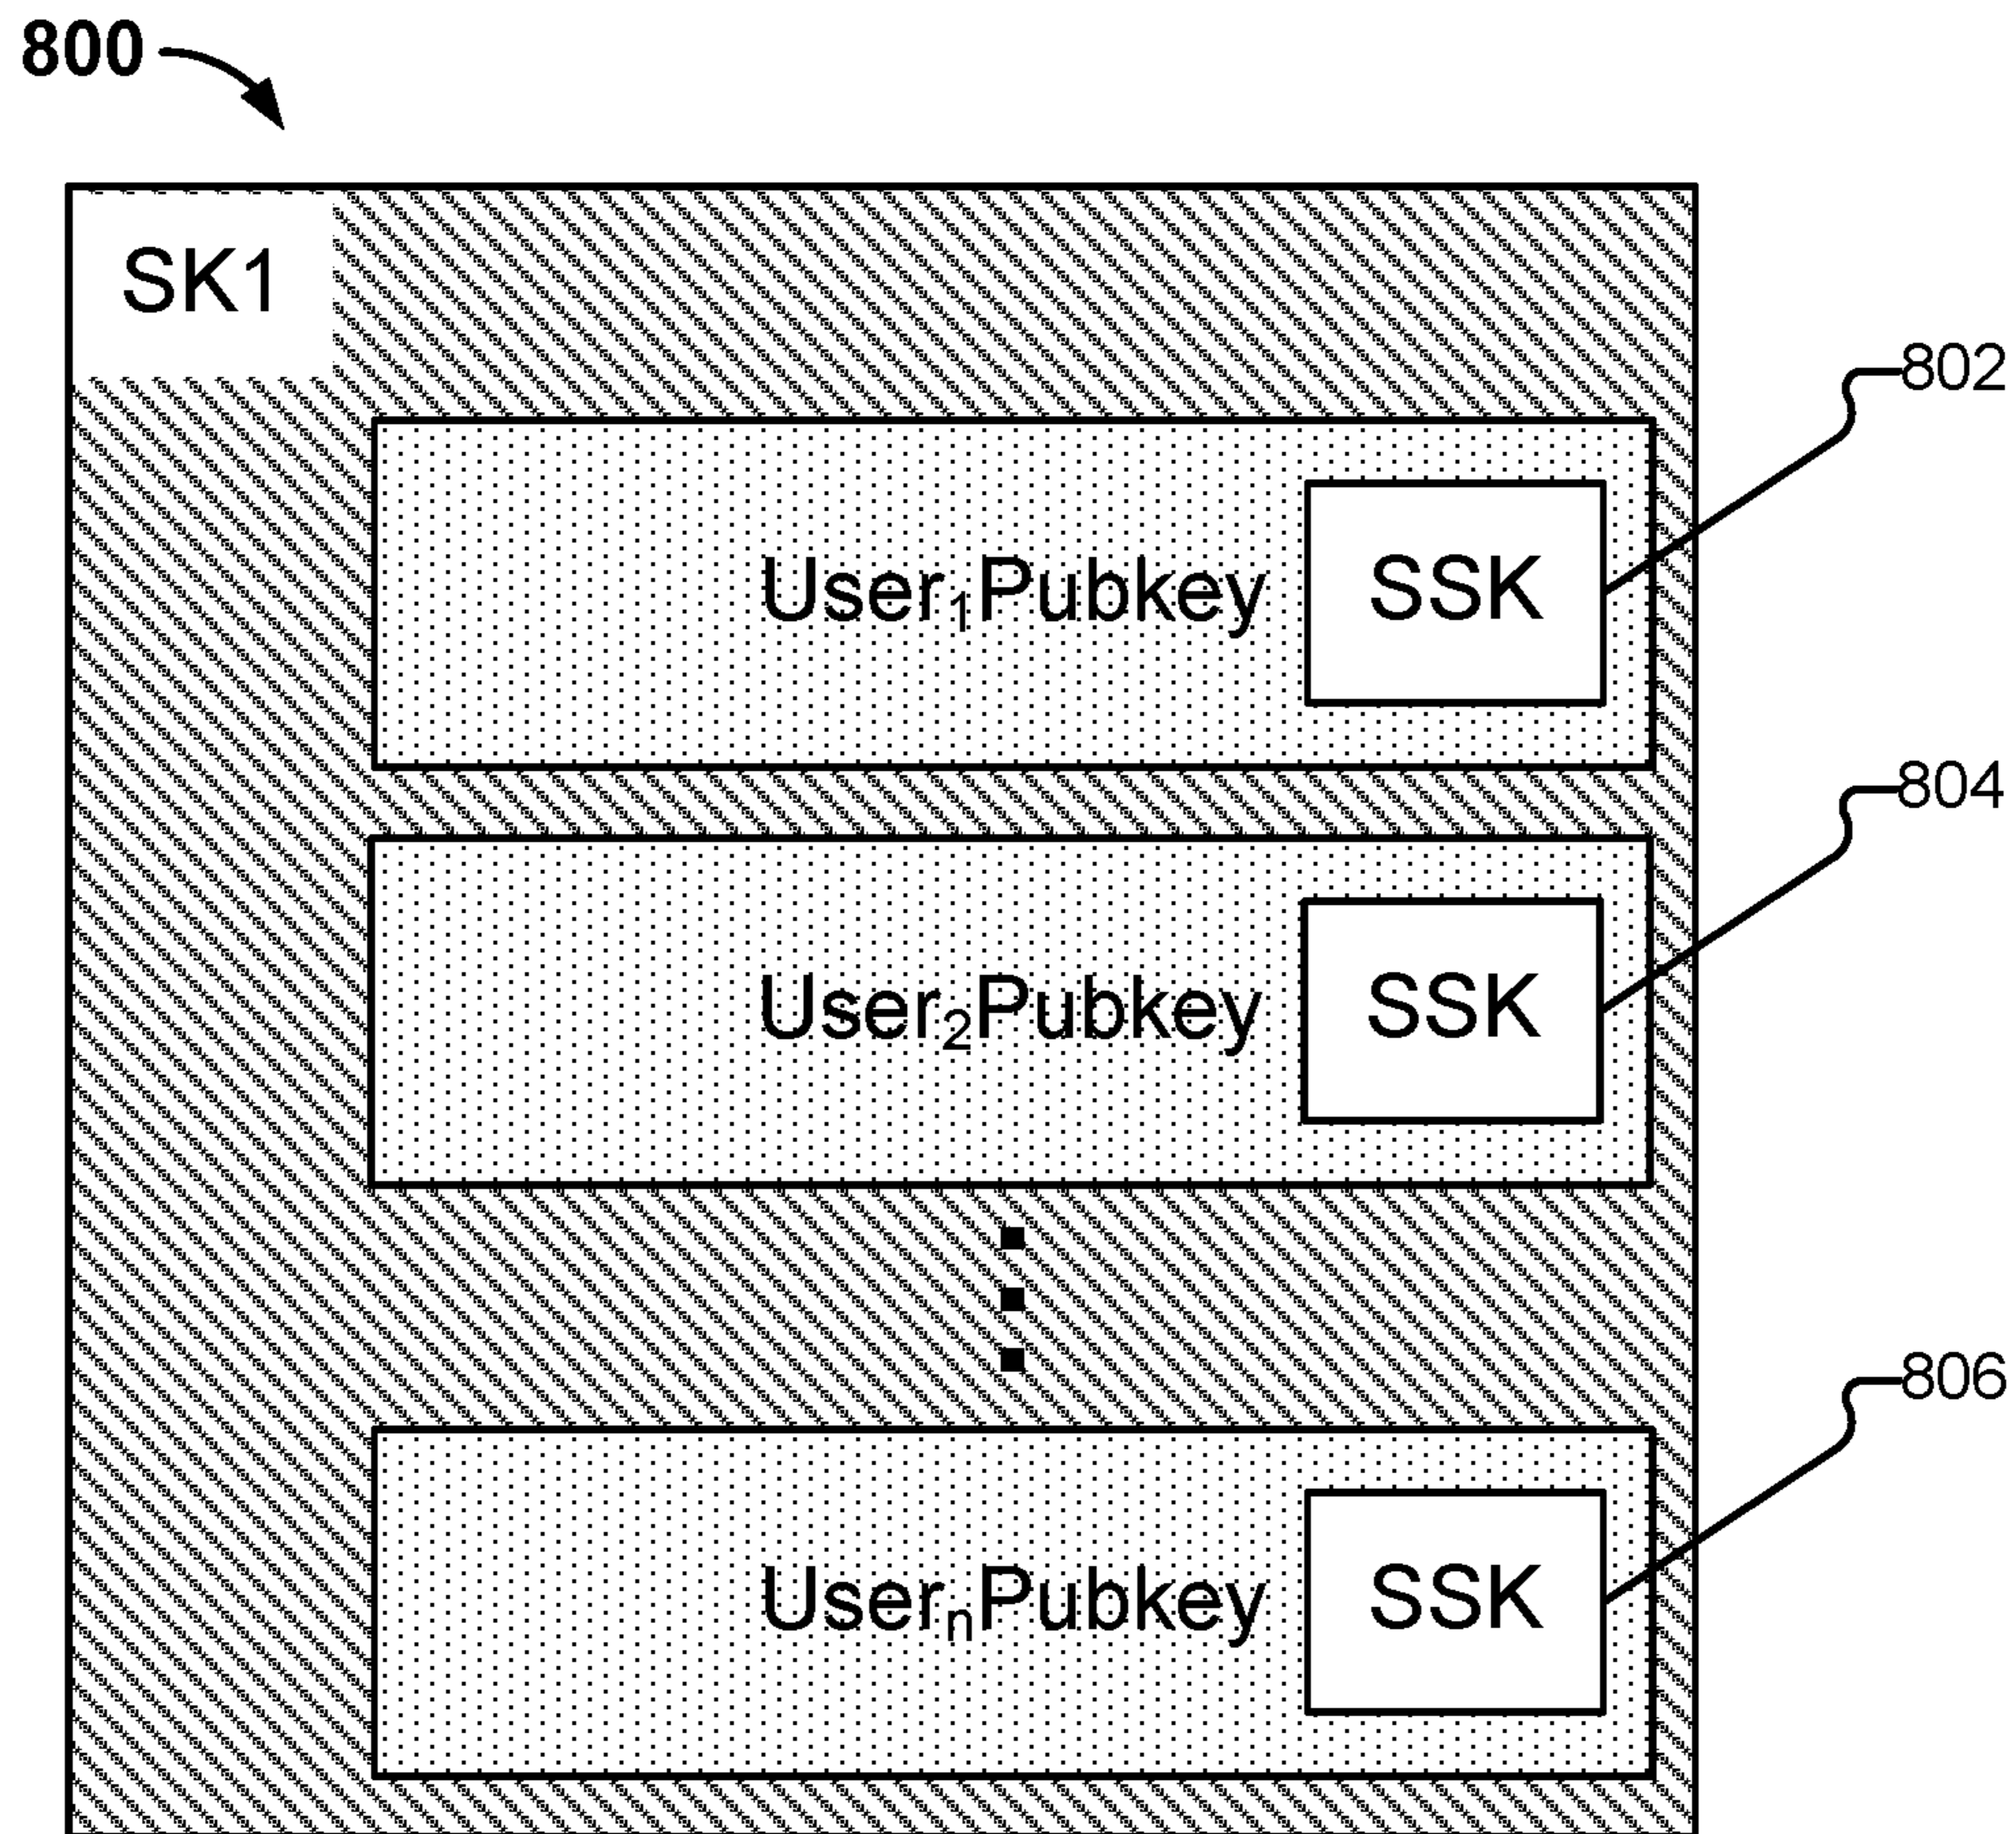 800
SK1
802
User₁Pubkey SSK
804
User₂Pubkey SSK
806
UserₙPubkey SSK